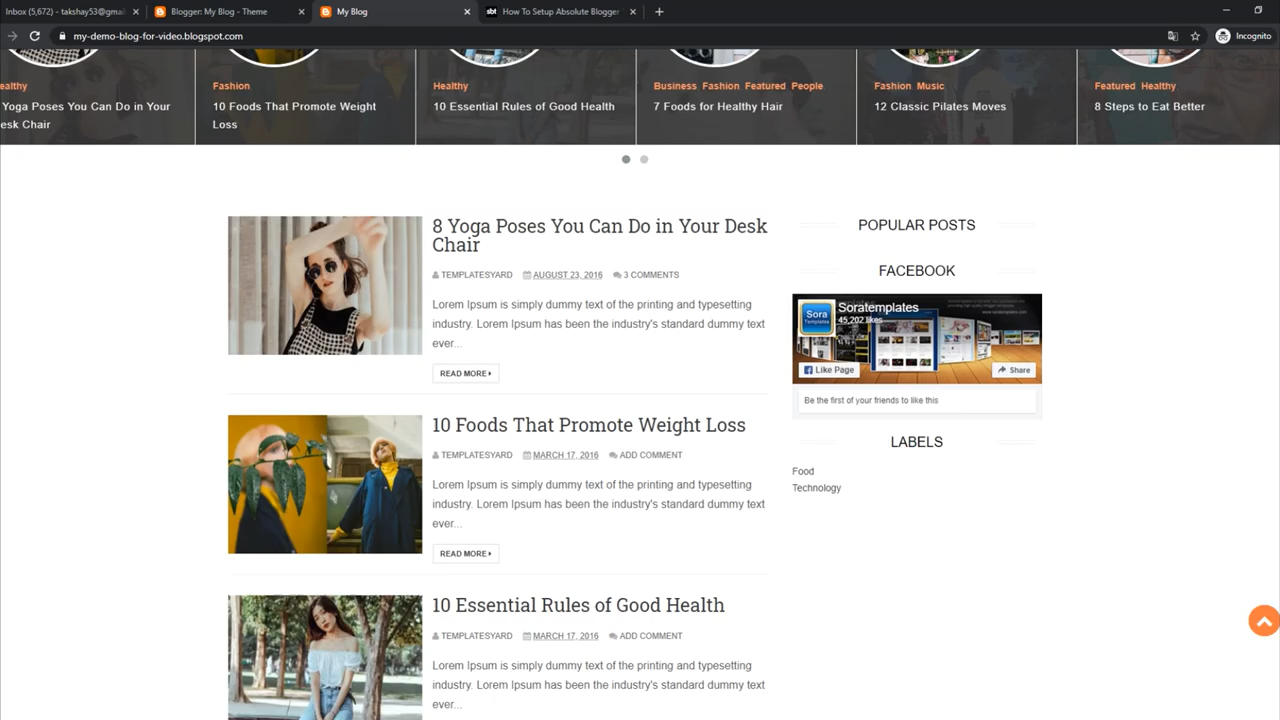 Inbox (5,672) - takshay53@gmai
Blogger: My Blog - Theme
My Blog
sbt How To Setup Absolute Blogger
my-demo-blog-for-video.blogspot.com
Incognito
Yoga Poses You Can Do in Your
Fashion
10 Foods That Promote Weight
Loss
Healthy
10 Essential Rules of Good Health
Business Fashion Featured People
7 Foods for Healthy Hair
Fashion Music
12 Classic Pilates Moves
Featured Healthy
8 Steps to Eat Better
8 Yoga Poses You Can Do in Your Desk
Chair
TEMPLATESYARD AUGUST 23, 2016 3 COMMENTS
Lorem Ipsum is simply dummy text of the printing and typesetting
industry. Lorem Ipsum has been the industry's standard dummy text
ever...
READ MORE
10 Foods That Promote Weight Loss
TEMPLATESYARD MARCH 17, 2016 ADD COMMENT
Lorem Ipsum is simply dummy text of the printing and typesetting
industry. Lorem Ipsum has been the industry's standard dummy text
ever...
READ MORE
10 Essential Rules of Good Health
TEMPLATESYARD MARCH 17, 2016 ADD COMMENT
Lorem Ipsum is simply dummy text of the printing and typesetting
industry. Lorem Ipsum has been the industry's standard dummy text
ever...
POPULAR POSTS
FACEBOOK
Sora
Templates
Soratemplates
45,202 likes
www.soratemplates.com
Like Page
Share
Be the first of your friends to like this
LABELS
Food
Technology